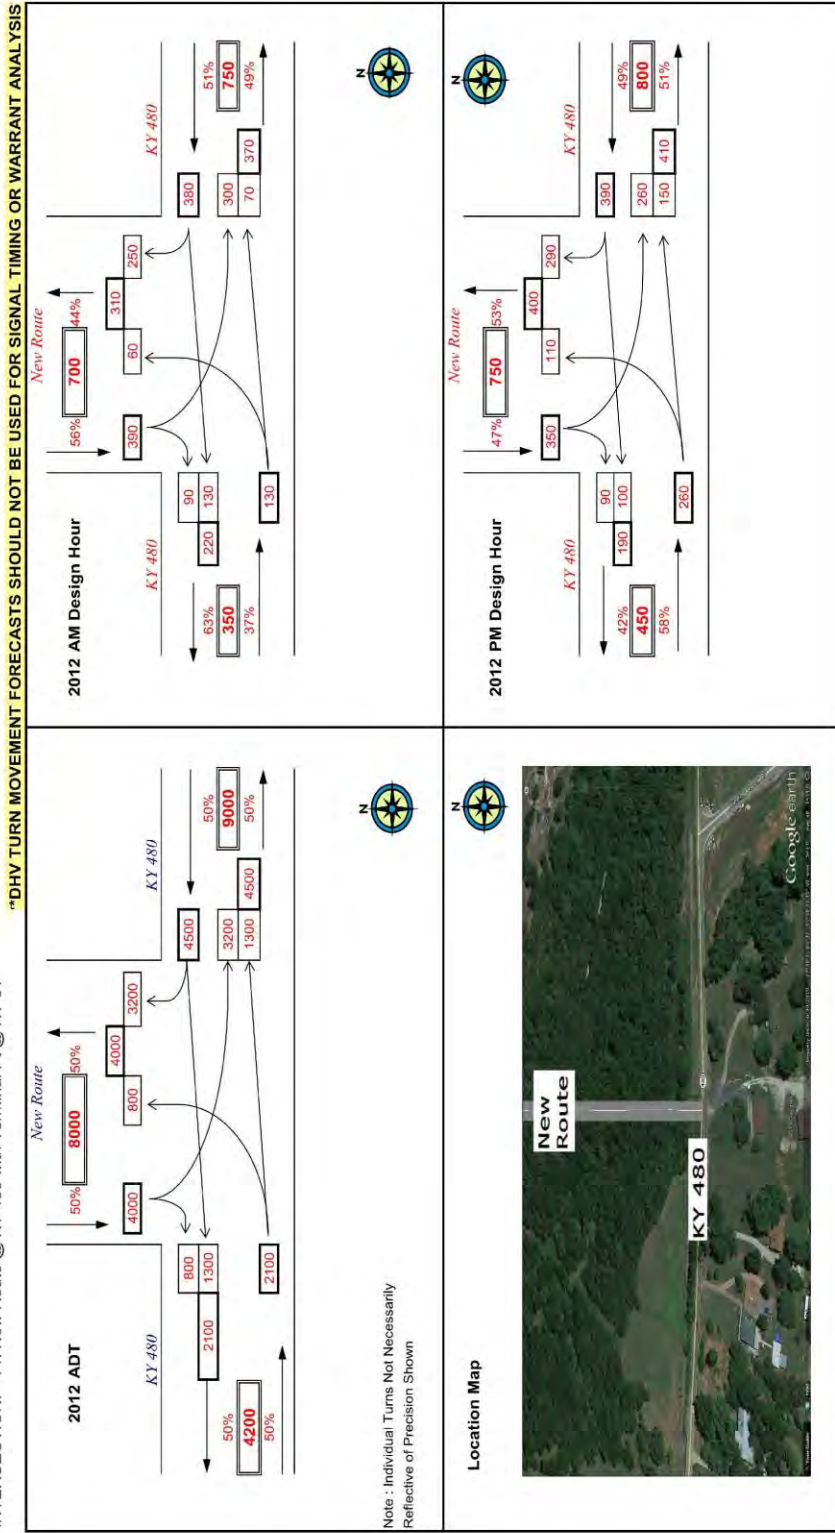 *DHV TURN MOVEMENT FORECASTS SHOULD NOT BE USED FOR SIGNAL TIMING OR WARRANT ANALYSIS
2012 ADT
New Route
50%
8000
50%
4000
4000
800
3200
KY 480
KY 480
800
1300
2100
4500
50%
9000
50%
3200
1300
4500
50%
4200
50%
2100
N
Note : Individual Turns Not Necessarily
Reflective of Precision Shown
2012 AM Design Hour
New Route
56%
700
44%
390
310
60
250
KY 480
KY 480
90
130
220
380
51%
750
49%
300
70
370
63%
350
37%
130
N
Location Map
N
New
Route
KY 480
Google earth
2012 PM Design Hour
New Route
47%
750
53%
350
400
110
290
KY 480
KY 480
90
100
190
390
49%
800
51%
260
150
410
42%
450
58%
260
N